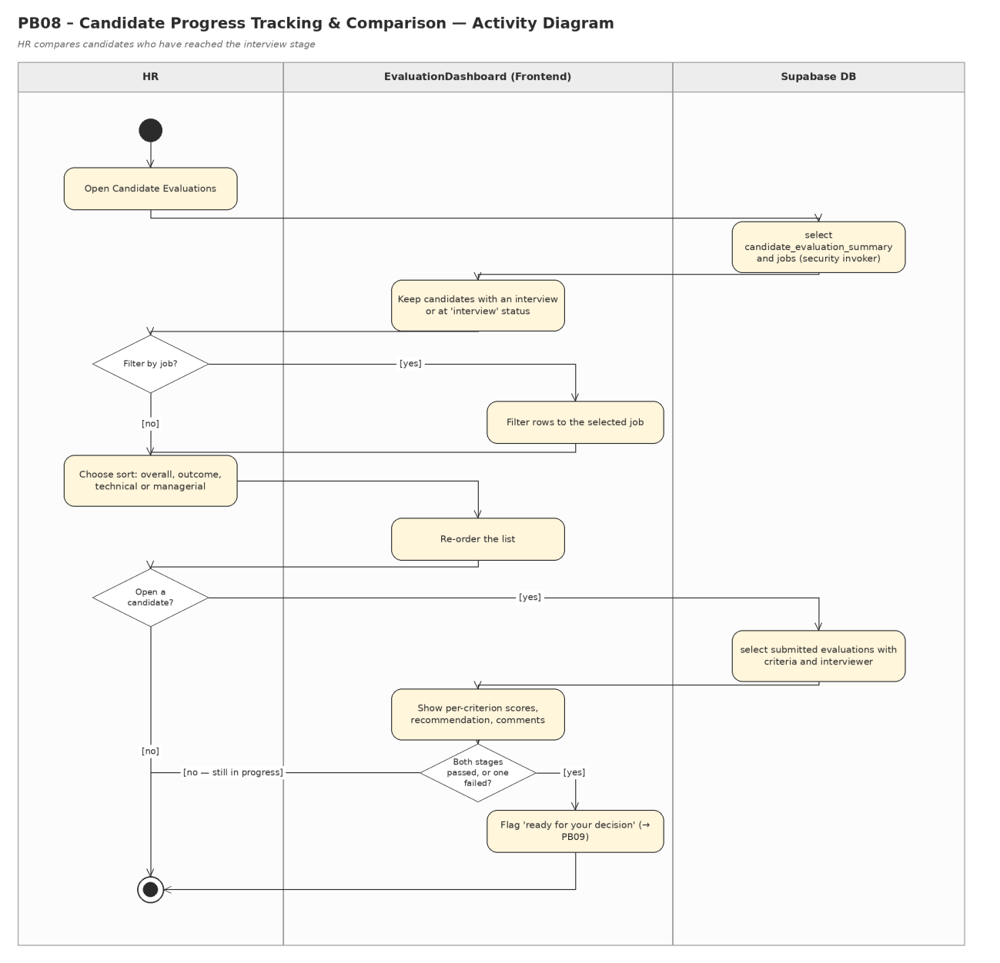 PB08 – Candidate Progress Tracking & Comparison — Activity Diagram
HR compares candidates who have reached the interview stage
HR
EvaluationDashboard (Frontend)
Supabase DB
Open Candidate Evaluations
select
candidate_evaluation_summary
and jobs (security invoker)
Keep candidates with an interview
or at 'interview' status
Filter by job?
[yes]
Filter rows to the selected job
[no]
Choose sort: overall, outcome,
technical or managerial
Re-order the list
Open a
candidate?
[yes]
select submitted evaluations with
criteria and interviewer
Show per-criterion scores,
recommendation, comments
[no]
Both stages
passed, or one
failed?
[no — still in progress]
[yes]
Flag 'ready for your decision' (→
PB09)